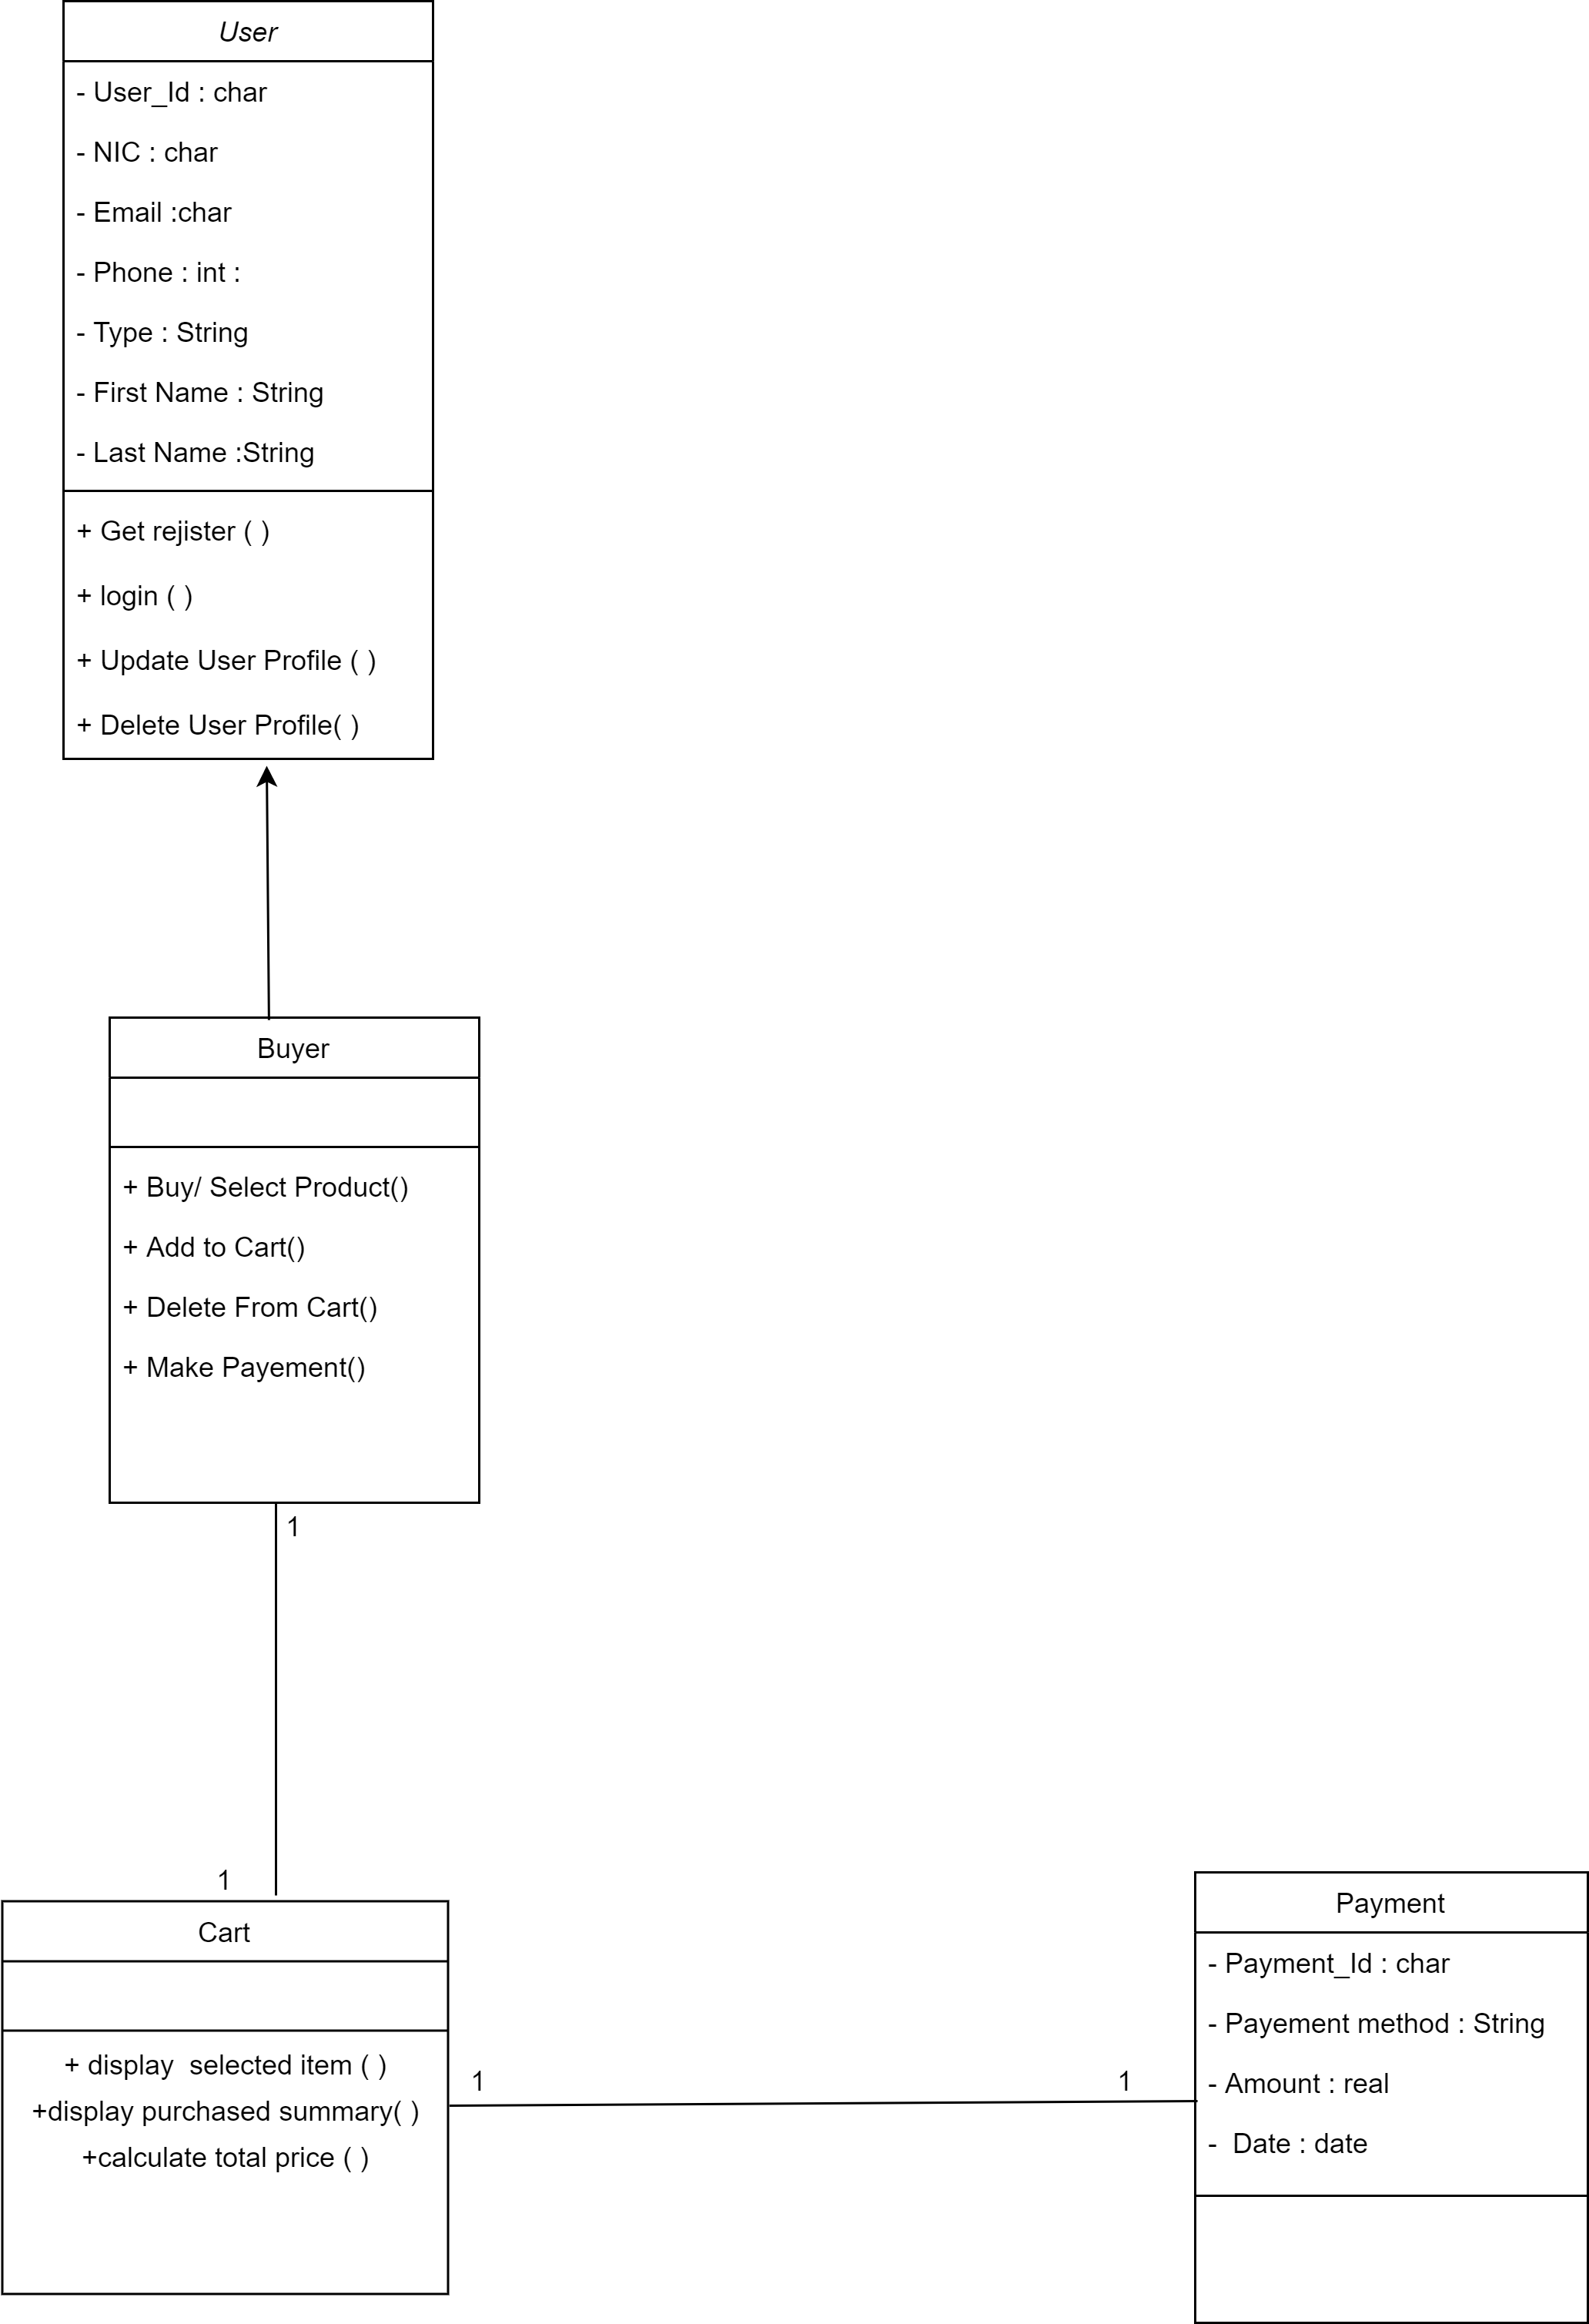 User
- User_Id : char
- NIC : char
- Email :char
- Phone : int :
- Type : String
- First Name : String
- Last Name :String
+ Get rejister ( )
+ login ( )
+ Update User Profile ( )
+ Delete User Profile( )
Buyer
+ Buy/ Select Product()
+ Add to Cart()
+ Delete From Cart()
+ Make Payement()
1
1
Cart
+ display  selected item ( )
+display purchased summary( )
+calculate total price ( )
1
1
Payment
- Payment_Id : char
- Payement method : String
- Amount : real
-  Date : date